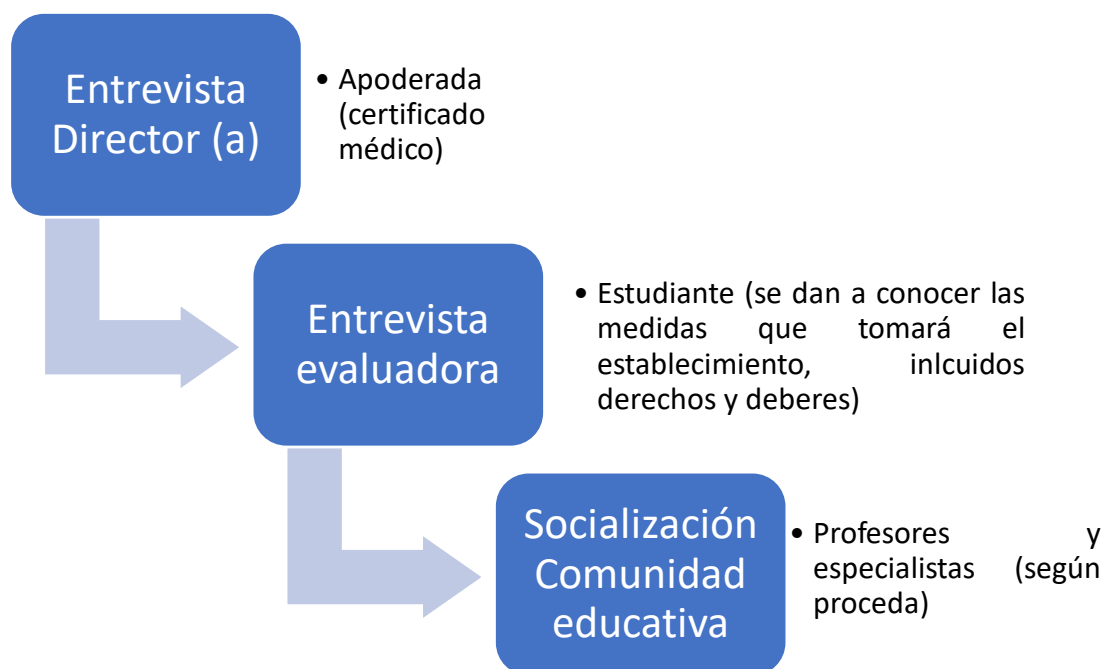 Entrevista
Director (a)
• Apoderada
(certificado
médico)
Entrevista
evaluadora
• Estudiante (se dan a conocer las
medidas que tomará el
establecimiento, inlcuidos
derechos y deberes)
Socialización
Comunidad
educativa
• Profesores y
especialistas (según
proceda)